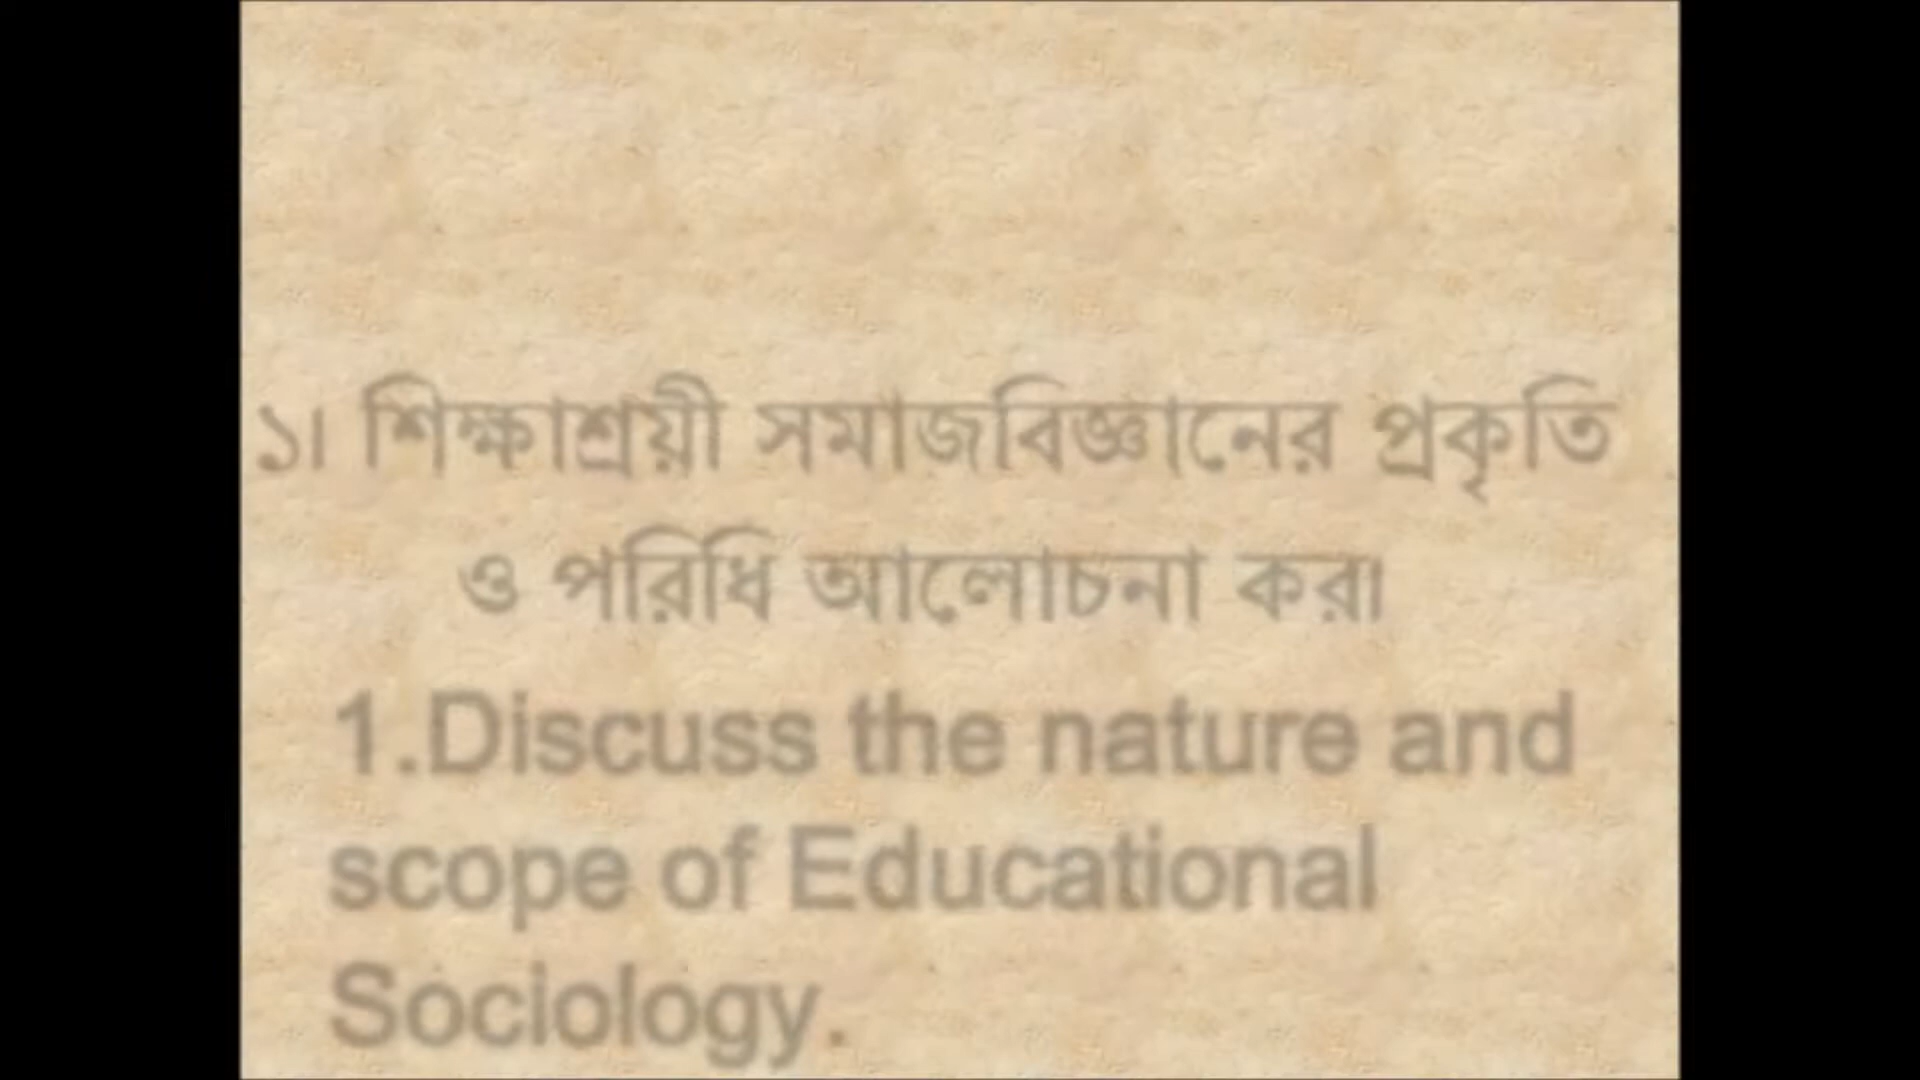 ১। শিক্ষাশ্রয়ী সমাজবিজ্ঞানের প্রকৃতি
ও পরিধি আলোচনা কর।
1.Discuss the nature and
scope of Educational
Sociology.